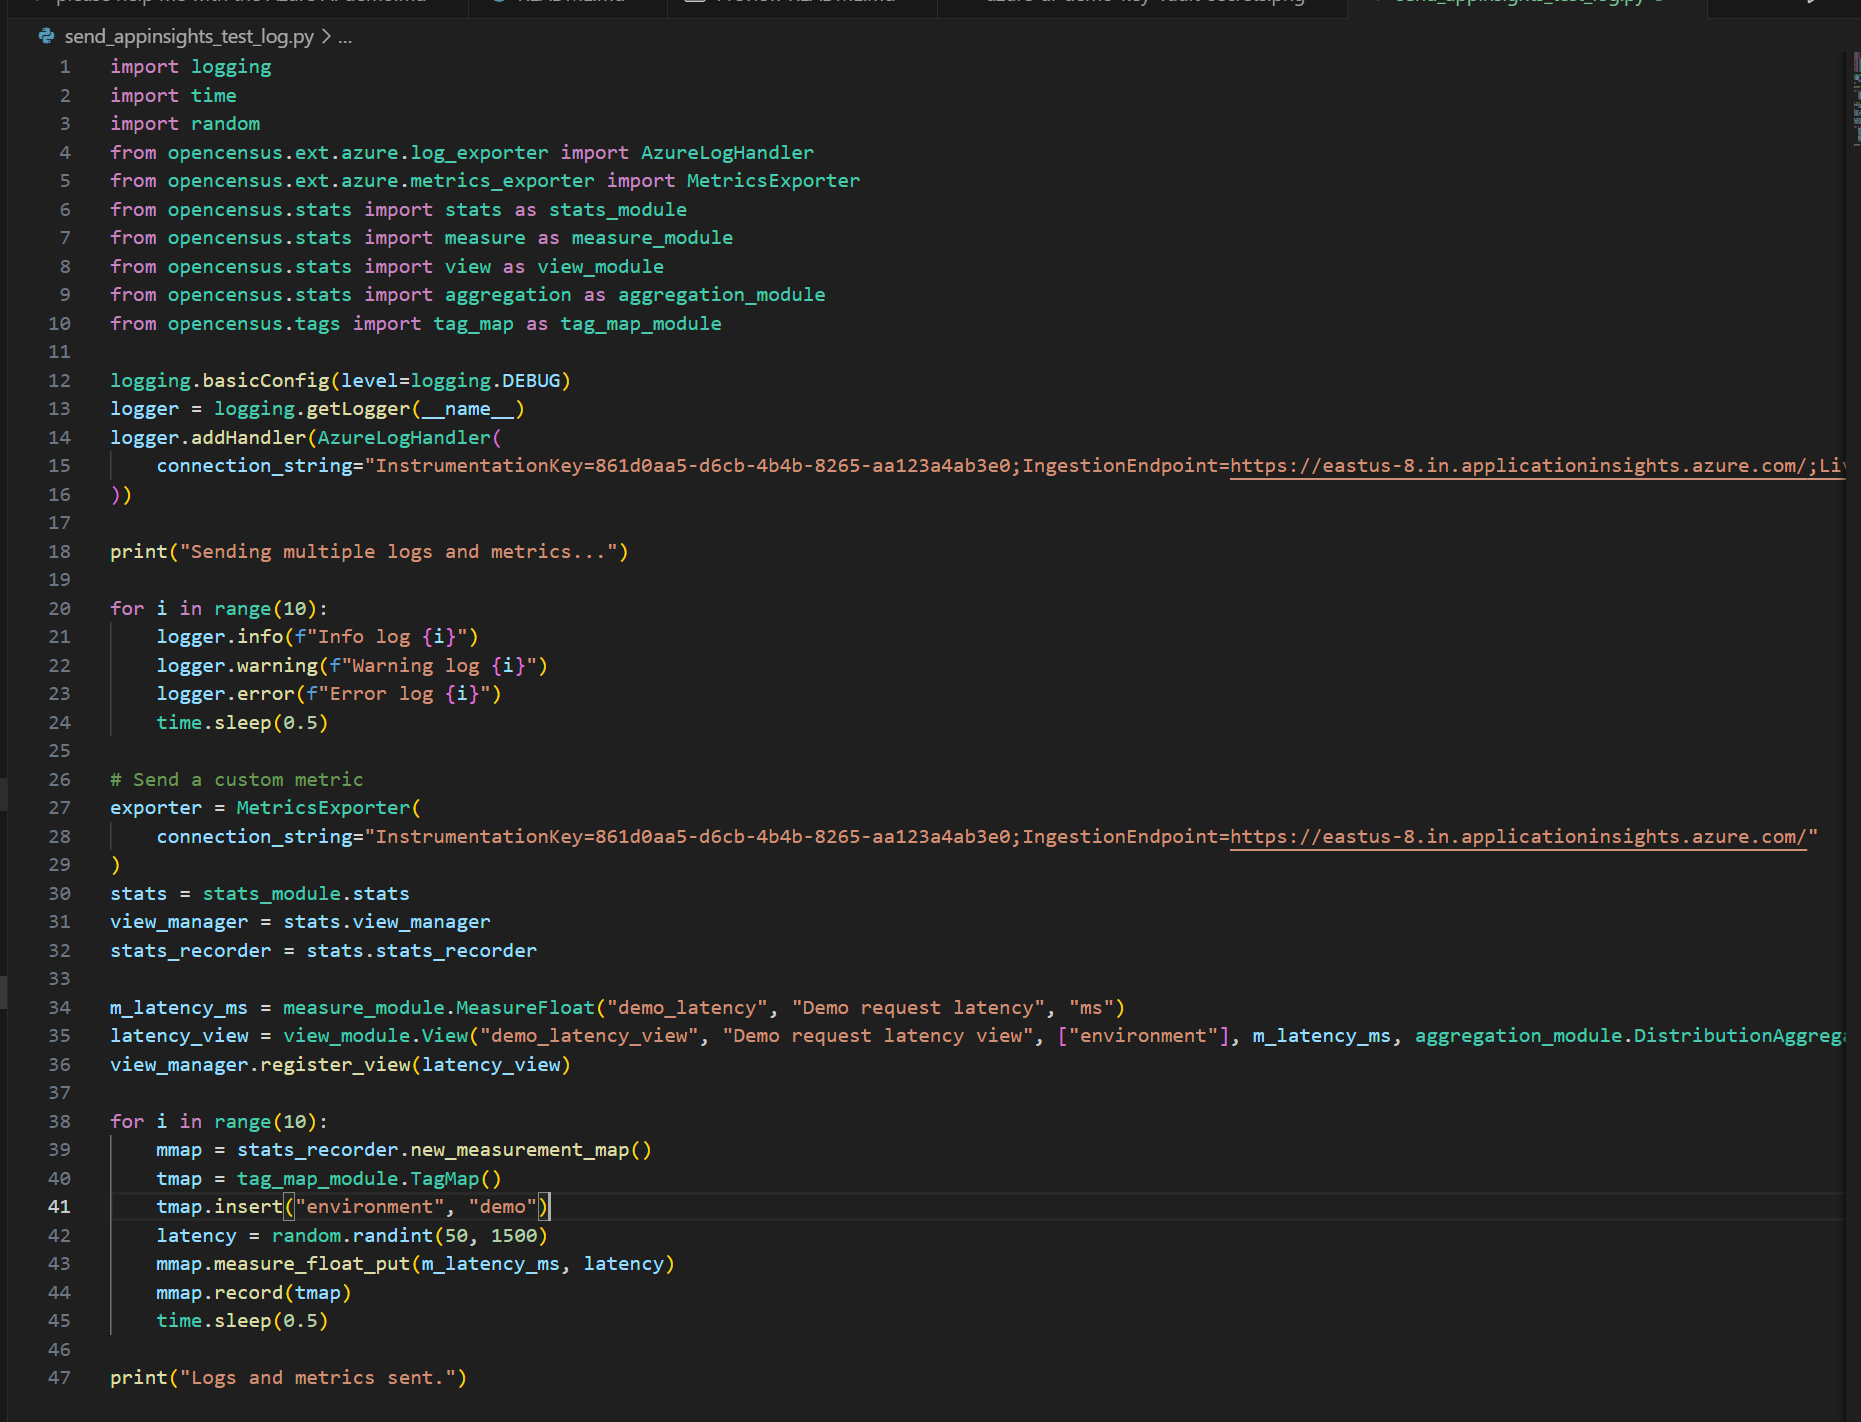 send_appinsights_test_log.py > ...
1 import logging
2 import time
3 import random
4 from opencensus.ext.azure.log_exporter import AzureLogHandler
5 from opencensus.ext.azure.metrics_exporter import MetricsExporter
6 from opencensus.stats import stats as stats_module
7 from opencensus.stats import measure as measure_module
8 from opencensus.stats import view as view_module
9 from opencensus.stats import aggregation as aggregation_module
10 from opencensus.tags import tag_map as tag_map_module
11
12 logging.basicConfig(level=logging.DEBUG)
13 logger = logging.getLogger(__name__)
14 logger.addHandler(AzureLogHandler(
15     connection_string="InstrumentationKey=861d0aa5-d6cb-4b4b-8265-aa123a4ab3e0;IngestionEndpoint=https://eastus-8.in.applicationinsights.azure.com/;Li
16 ))
17
18 print("Sending multiple logs and metrics...")
19
20 for i in range(10):
21     logger.info(f"Info log {i}")
22     logger.warning(f"Warning log {i}")
23     logger.error(f"Error log {i}")
24     time.sleep(0.5)
25
26 # Send a custom metric
27 exporter = MetricsExporter(
28     connection_string="InstrumentationKey=861d0aa5-d6cb-4b4b-8265-aa123a4ab3e0;IngestionEndpoint=https://eastus-8.in.applicationinsights.azure.com/"
29 )
30 stats = stats_module.stats
31 view_manager = stats.view_manager
32 stats_recorder = stats.stats_recorder
33
34 m_latency_ms = measure_module.MeasureFloat("demo_latency", "Demo request latency", "ms")
35 latency_view = view_module.View("demo_latency_view", "Demo request latency view", ["environment"], m_latency_ms, aggregation_module.DistributionAggreg
36 view_manager.register_view(latency_view)
37
38 for i in range(10):
39     mmap = stats_recorder.new_measurement_map()
40     tmap = tag_map_module.TagMap()
41     tmap.insert("environment", "demo")
42     latency = random.randint(50, 1500)
43     mmap.measure_float_put(m_latency_ms, latency)
44     mmap.record(tmap)
45     time.sleep(0.5)
46
47 print("Logs and metrics sent.")